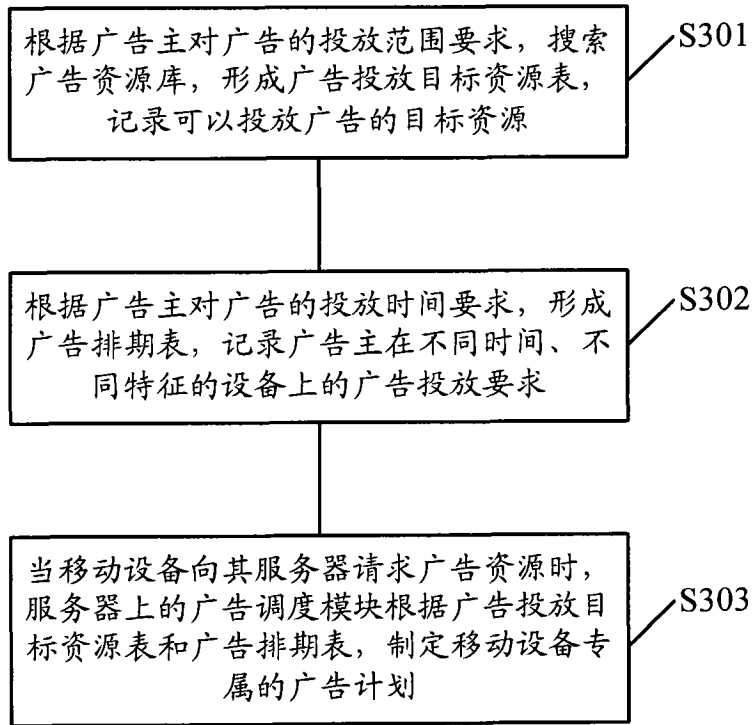 根据广告主对广告的投放范围要求，搜索
广告资源库，形成广告投放目标资源表，
记录可以投放广告的目标资源
S301
根据广告主对广告的投放时间要求，形成
广告排期表，记录广告主在不同时间、不
同特征的设备上的广告投放要求
S302
当移动设备向其服务器请求广告资源时，
服务器上的广告调度模块根据广告投放目
标资源表和广告排期表，制定移动设备专
属的广告计划
S303